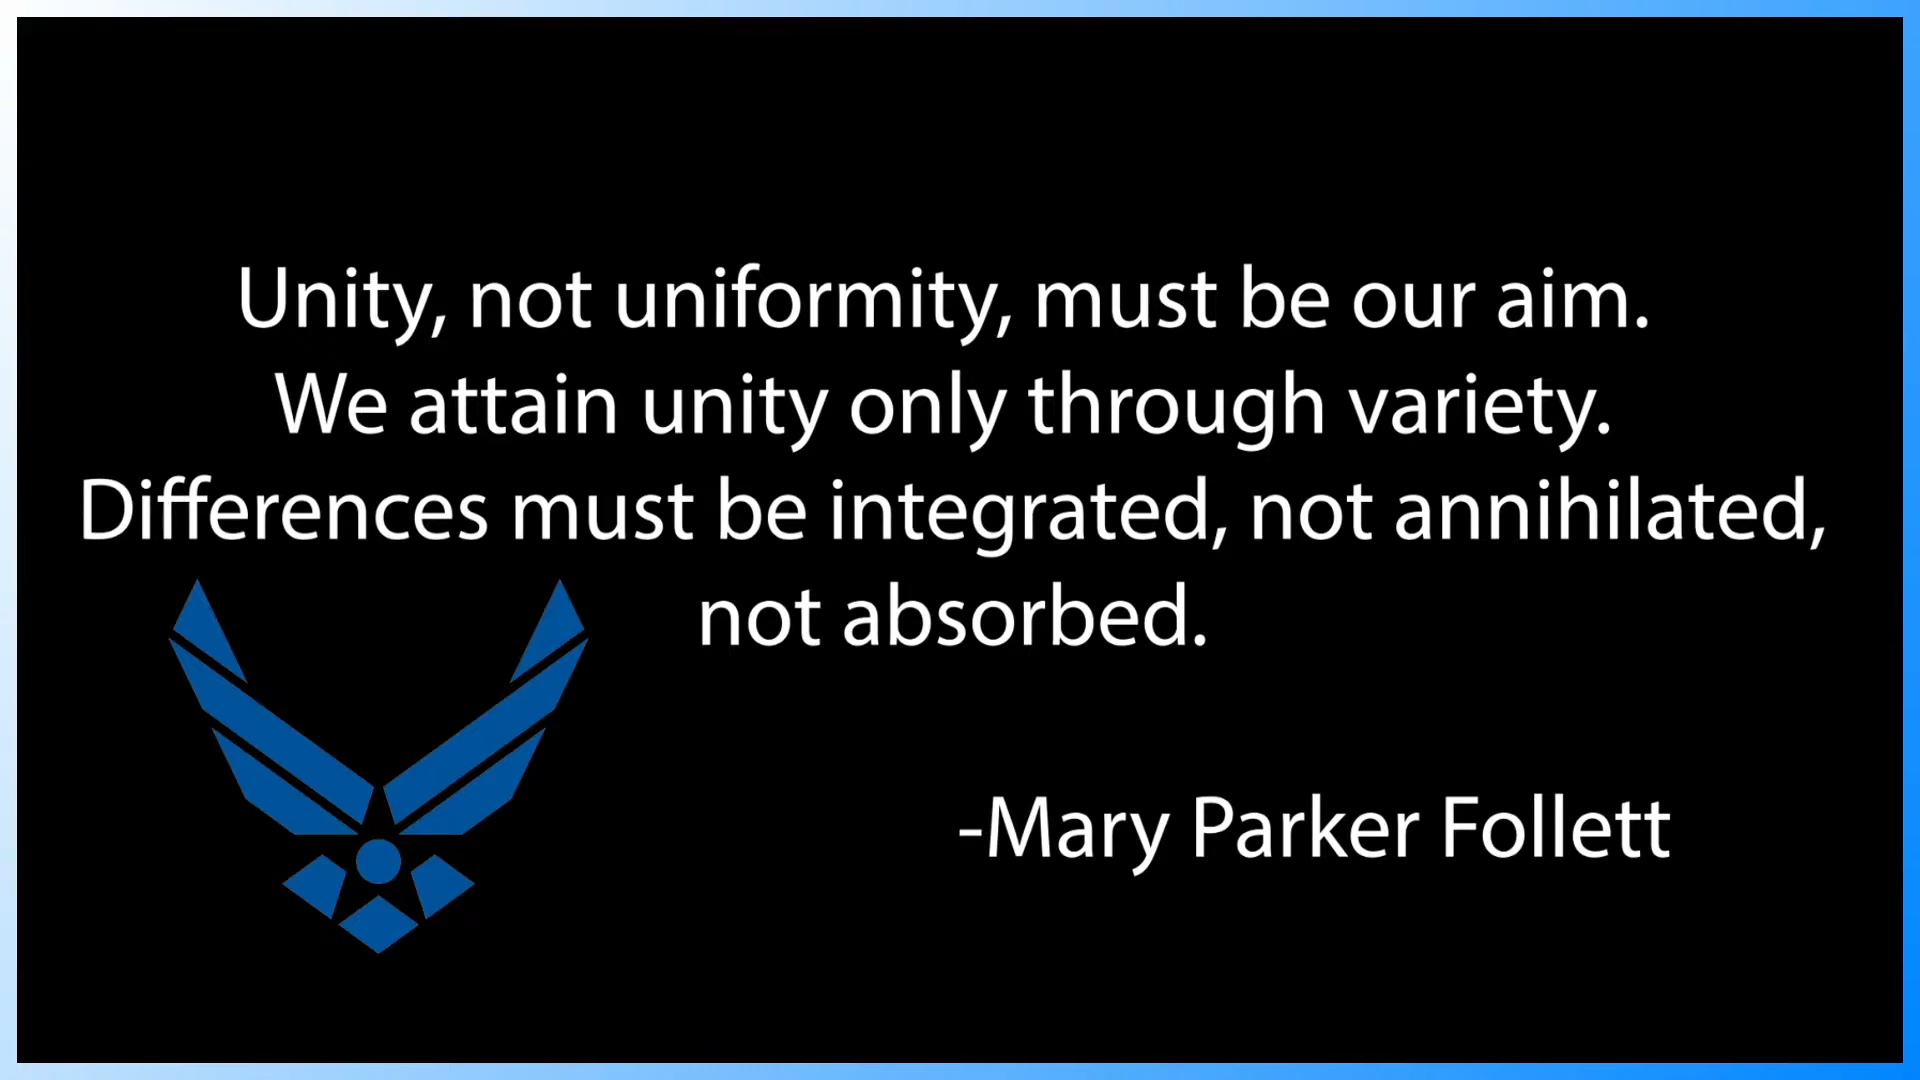 Unity, not uniformity, must be our aim.
We attain unity only through variety.
Differences must be integrated, not annihilated,
not absorbed.
-Mary Parker Follett